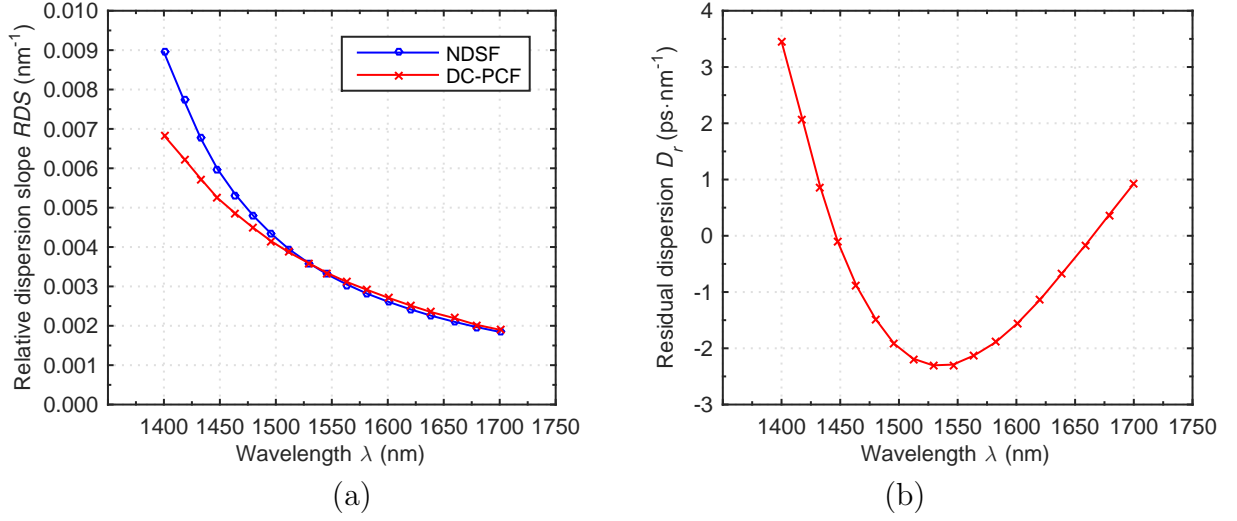 0.010
0.009
0.008
0.007
0.006
0.005
0.004
0.003
0.002
0.001
0.000
Relative dispersion slope RDS (nm⁻¹)
NDSF
DC-PCF
1400 1450 1500 1550 1600 1650 1700 1750
Wavelength λ (nm)
(a)
4
3
2
1
0
-1
-2
-3
Residual dispersion Dᵣ (ps·nm⁻¹)
1400 1450 1500 1550 1600 1650 1700 1750
Wavelength λ (nm)
(b)